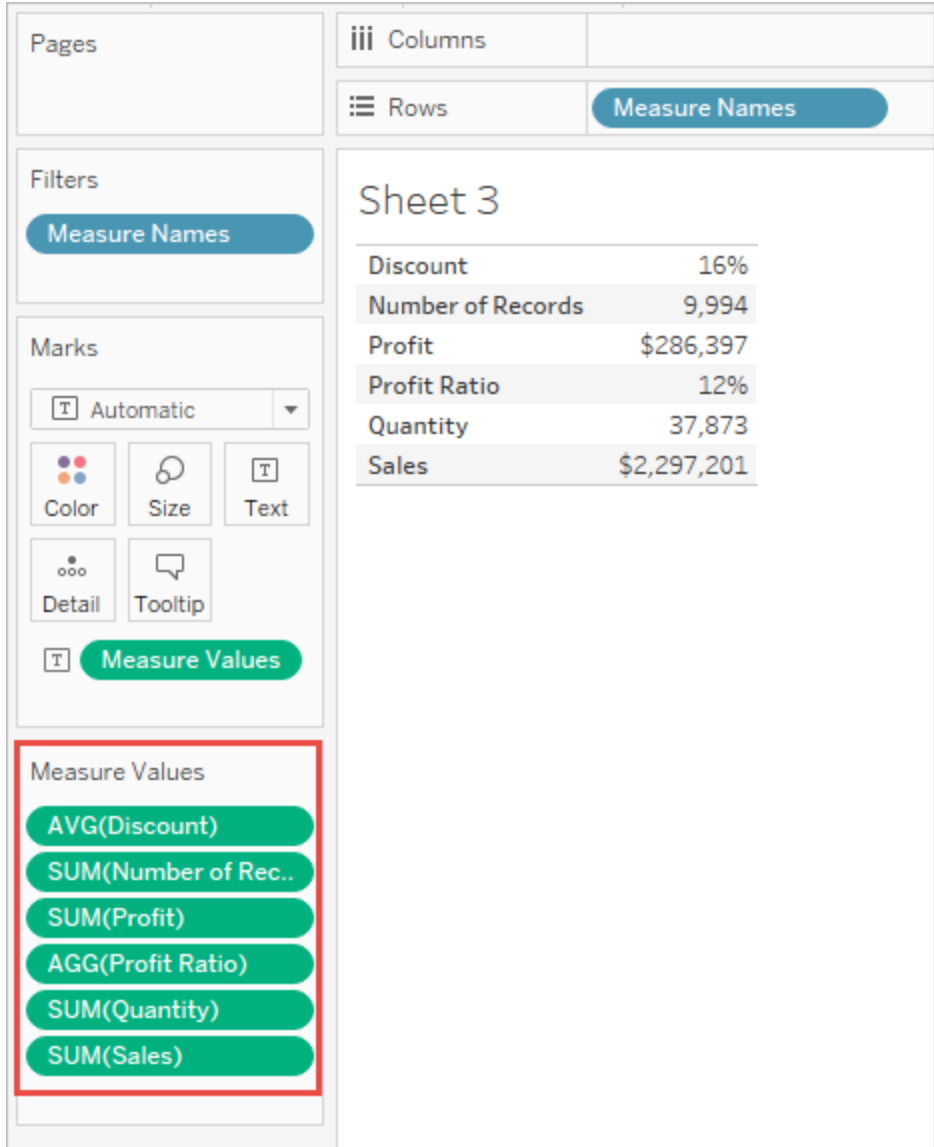 Pages
Columns
Rows
Measure Names
Filters
Measure Names
Marks
Automatic
Color
Size
Text
Detail
Tooltip
Measure Values
Measure Values
AVG(Discount)
SUM(Number of Rec..
SUM(Profit)
AGG(Profit Ratio)
SUM(Quantity)
SUM(Sales)
Sheet 3
Discount 16%
Number of Records 9,994
Profit $286,397
Profit Ratio 12%
Quantity 37,873
Sales $2,297,201